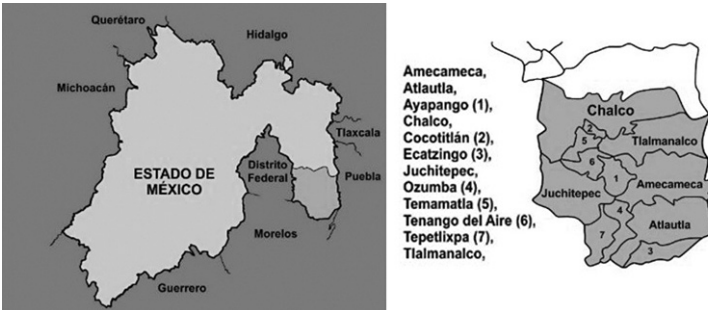 Querétaro
Hidalgo
Michoacán
Tlaxcala
ESTADO DE
MÉXICO
Distrito
Federal
Puebla
Morelos
Guerrero
Amecameca,
Atlautla,
Ayapango (1),
Chalco,
Cocotitlán (2),
Ecatzingo (3),
Juchitepec,
Ozumba (4),
Temamatla (5),
Tenango del Aire (6),
Tepetlixpa (7),
Tlalmanalco,
Chalco
2
5
Tlalmanalco
6
1
Amecameca
Juchitepec
4
Atlautla
7
3